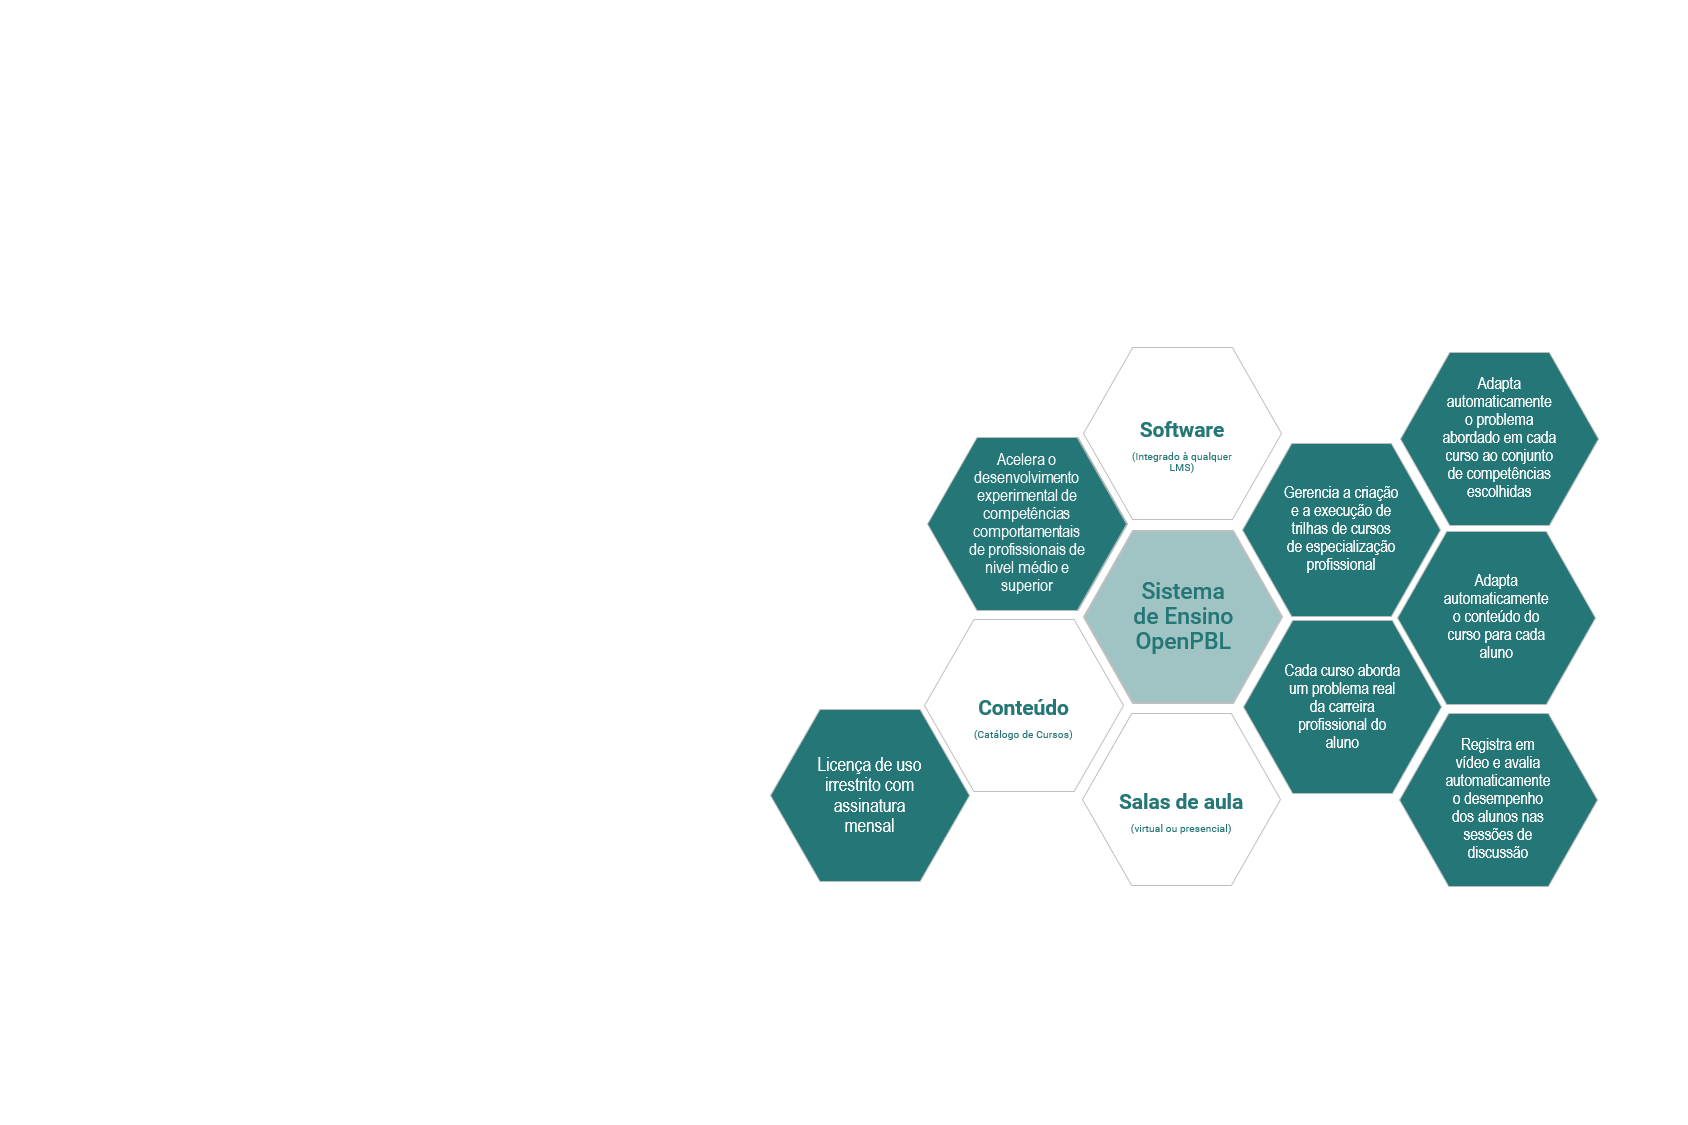 Software
(Integrado à qualquer
LMS)
Adapta
automaticamente
o problema
abordado em cada
curso ao conjunto
de competências
escolhidas
Acelera o
desenvolvimento
experimental de
competências
comportamentais
de profissionais de
nível médio e
superior
Gerencia a criação
e a execução de
trilhas de cursos
de especialização
profissional
Sistema
de Ensino
OpenPBL
Adapta
automaticamente
o conteúdo do
curso para cada
aluno
Conteúdo
(Catálogo de Cursos)
Cada curso aborda
um problema real
da carreira
profissional do
aluno
Licença de uso
irrestrito com
assinatura
mensal
Salas de aula
(virtual ou presencial)
Registra em
vídeo e avalia
automaticamente
o desempenho
dos alunos nas
sessões de
discussão